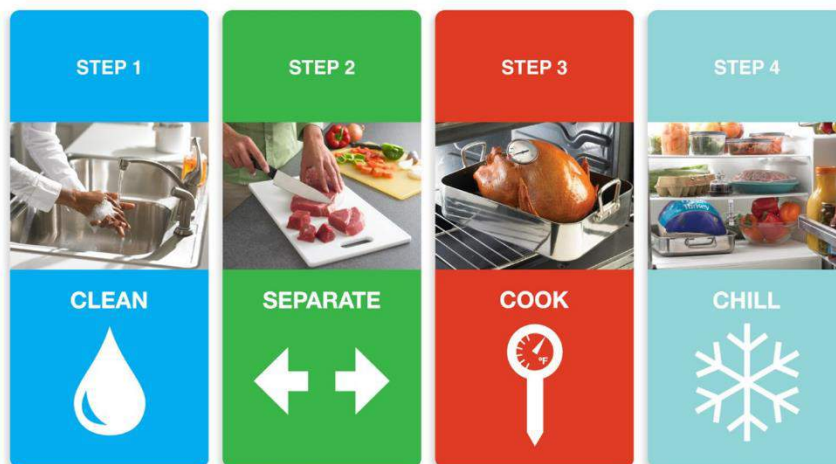 STEP 1
CLEAN
STEP 2
SEPARATE
STEP 3
COOK
°F
STEP 4
CHILL